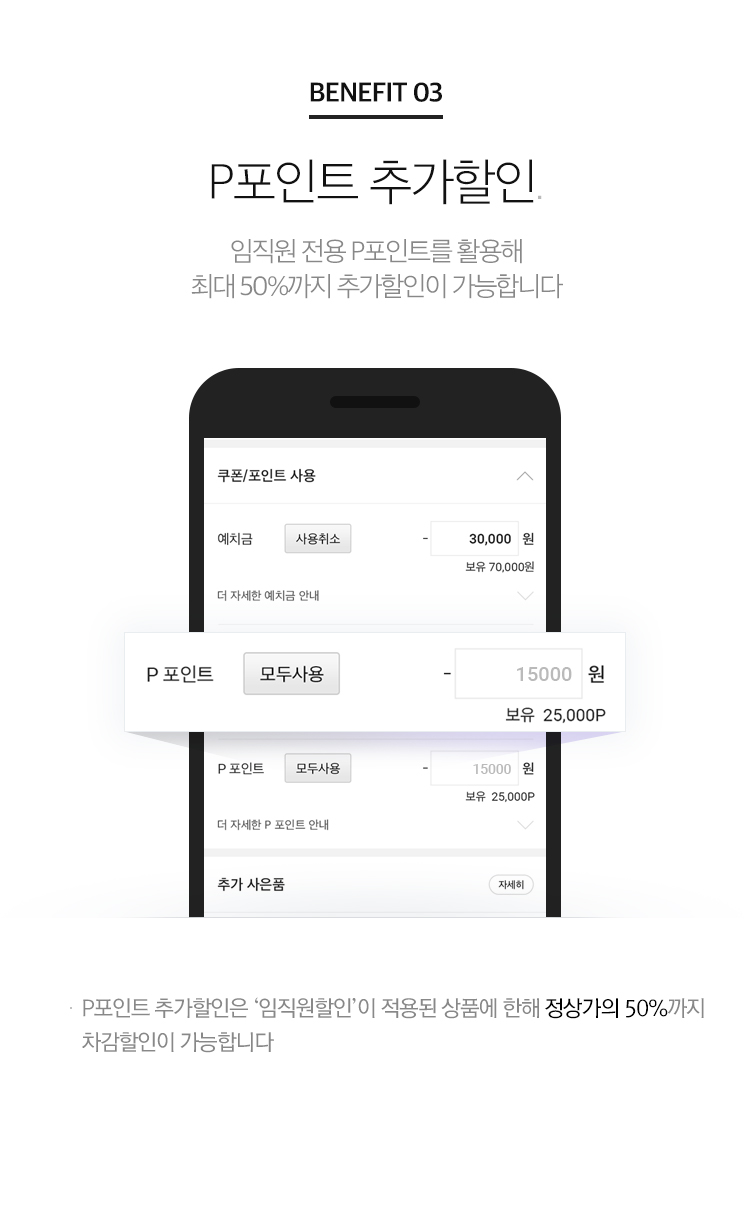 BENEFIT 03
P포인트 추가할인.
임직원 전용 P포인트를 활용해
최대 50%까지 추가할인이 가능합니다
쿠폰/포인트 사용
예치금 사용취소 - 30,000 원
보유 70,000원
더 자세한 예치금 안내
P 포인트 모두사용 - 15000 원
보유 25,000P
P 포인트 모두사용 - 15000 원
보유 25,000P
더 자세한 P 포인트 안내
추가 사은품 자세히
· P포인트 추가할인은 ‘임직원할인’이 적용된 상품에 한해 정상가의 50%까지
차감할인이 가능합니다